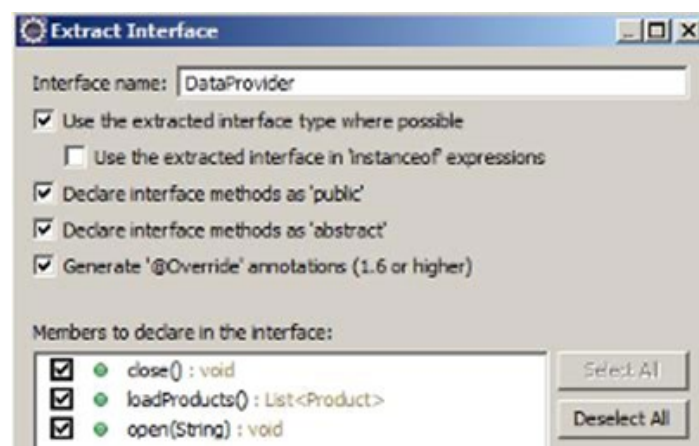 Extract Interface
Interface name: DataProvider
Use the extracted interface type where possible
Use the extracted interface in 'instanceof' expressions
Declare interface methods as 'public'
Declare interface methods as 'abstract'
Generate '@Override' annotations (1.6 or higher)
Members to declare in the interface:
close() : void
Select All
loadProducts() : List<Product>
open(String) : void
Deselect All